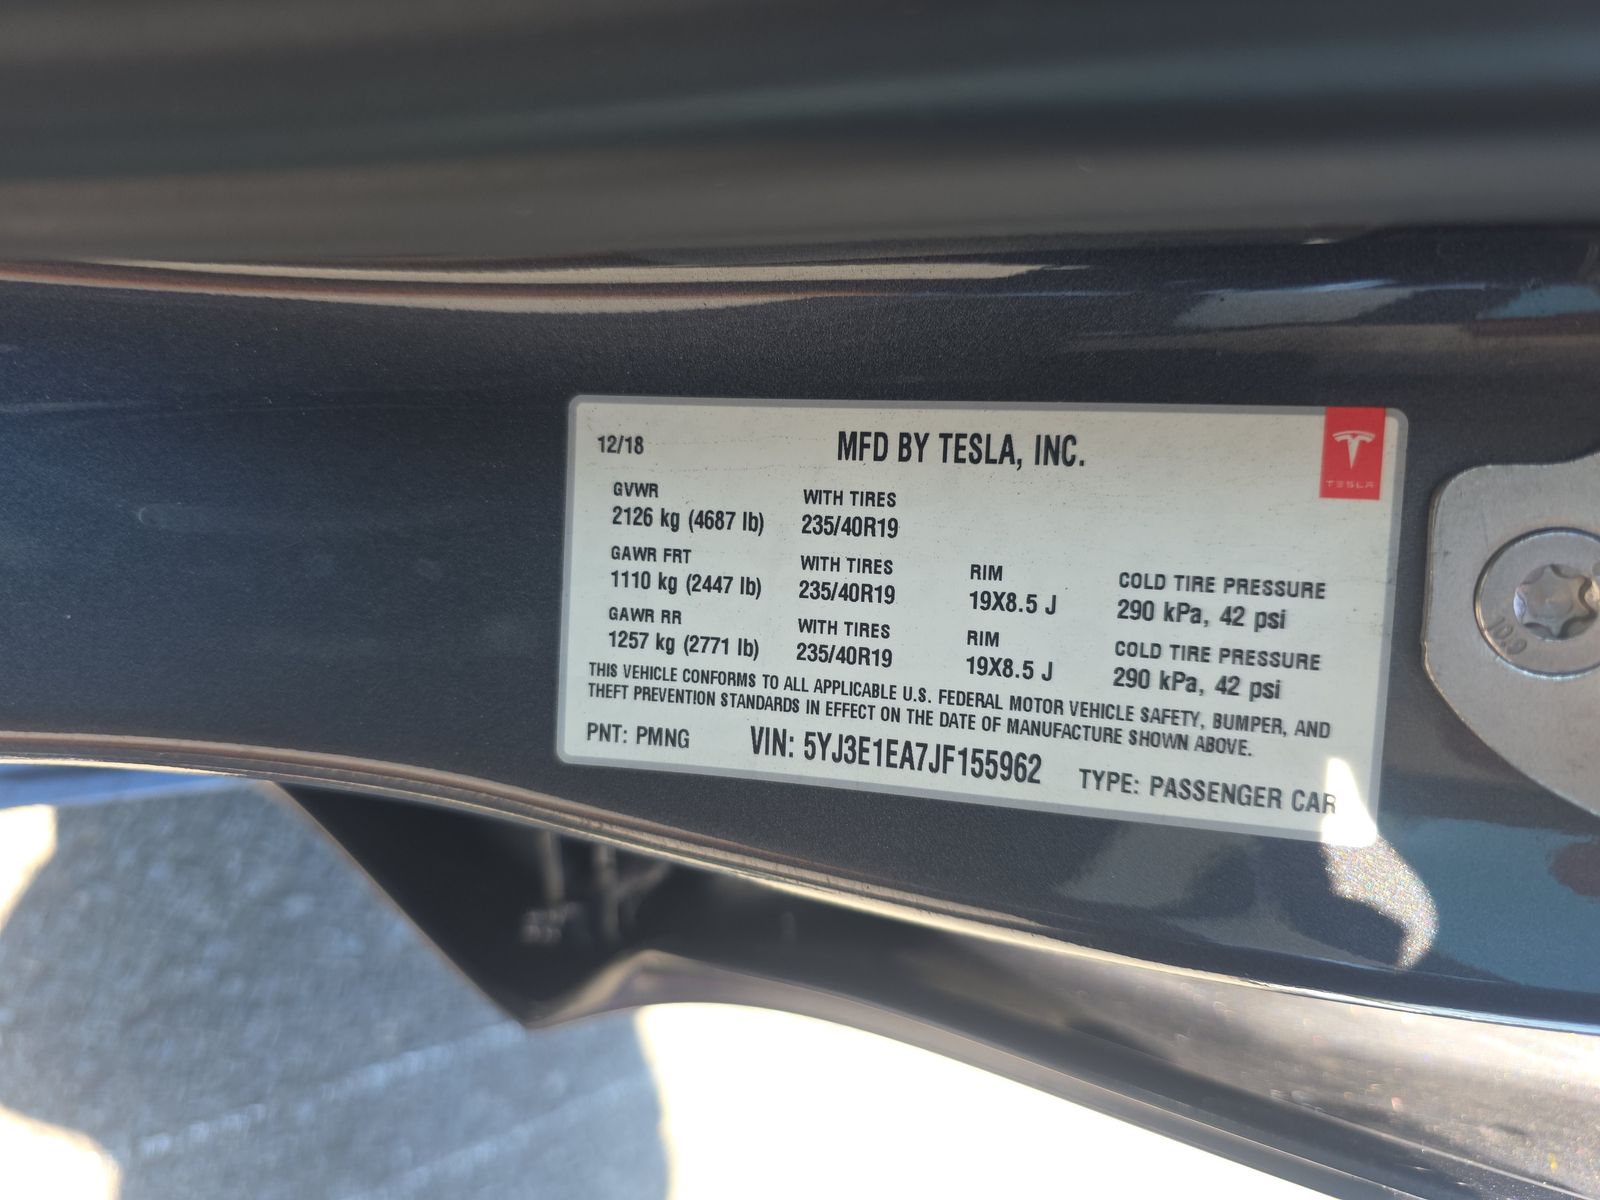 12/18
MFD BY TESLA, INC.
TESLA
GVWR
2126 kg (4687 lb)
WITH TIRES
235/40R19
GAWR FRT
1110 kg (2447 lb)
WITH TIRES
235/40R19
RIM
19X8.5 J
COLD TIRE PRESSURE
290 kPa, 42 psi
GAWR RR
1257 kg (2771 lb)
WITH TIRES
235/40R19
RIM
19X8.5 J
COLD TIRE PRESSURE
290 kPa, 42 psi
THIS VEHICLE CONFORMS TO ALL APPLICABLE U.S. FEDERAL MOTOR VEHICLE SAFETY, BUMPER, AND
THEFT PREVENTION STANDARDS IN EFFECT ON THE DATE OF MANUFACTURE SHOWN ABOVE.
PNT: PMNG
VIN: 5YJ3E1EA7JF155962
TYPE: PASSENGER CAR
10.9